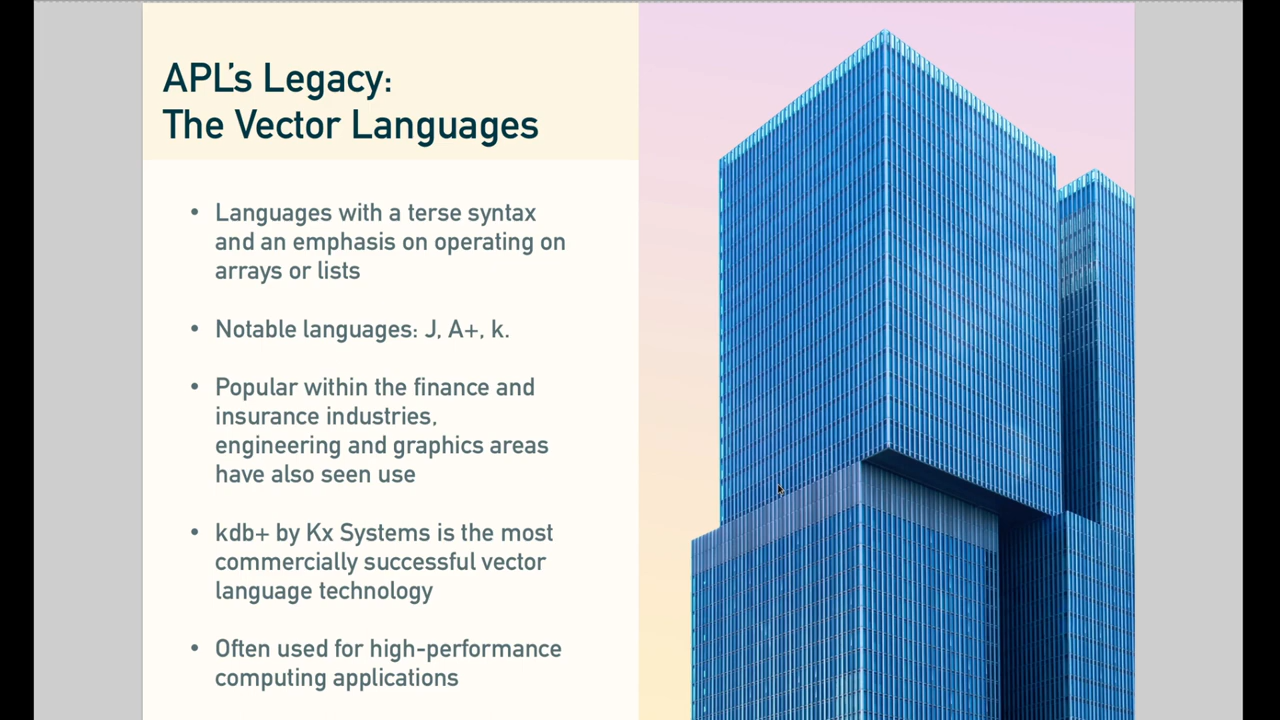 APL's Legacy:
The Vector Languages
• Languages with a terse syntax
and an emphasis on operating on
arrays or lists
• Notable languages: J, A+, k.
• Popular within the finance and
insurance industries,
engineering and graphics areas
have also seen use
• kdb+ by Kx Systems is the most
commercially successful vector
language technology
• Often used for high-performance
computing applications